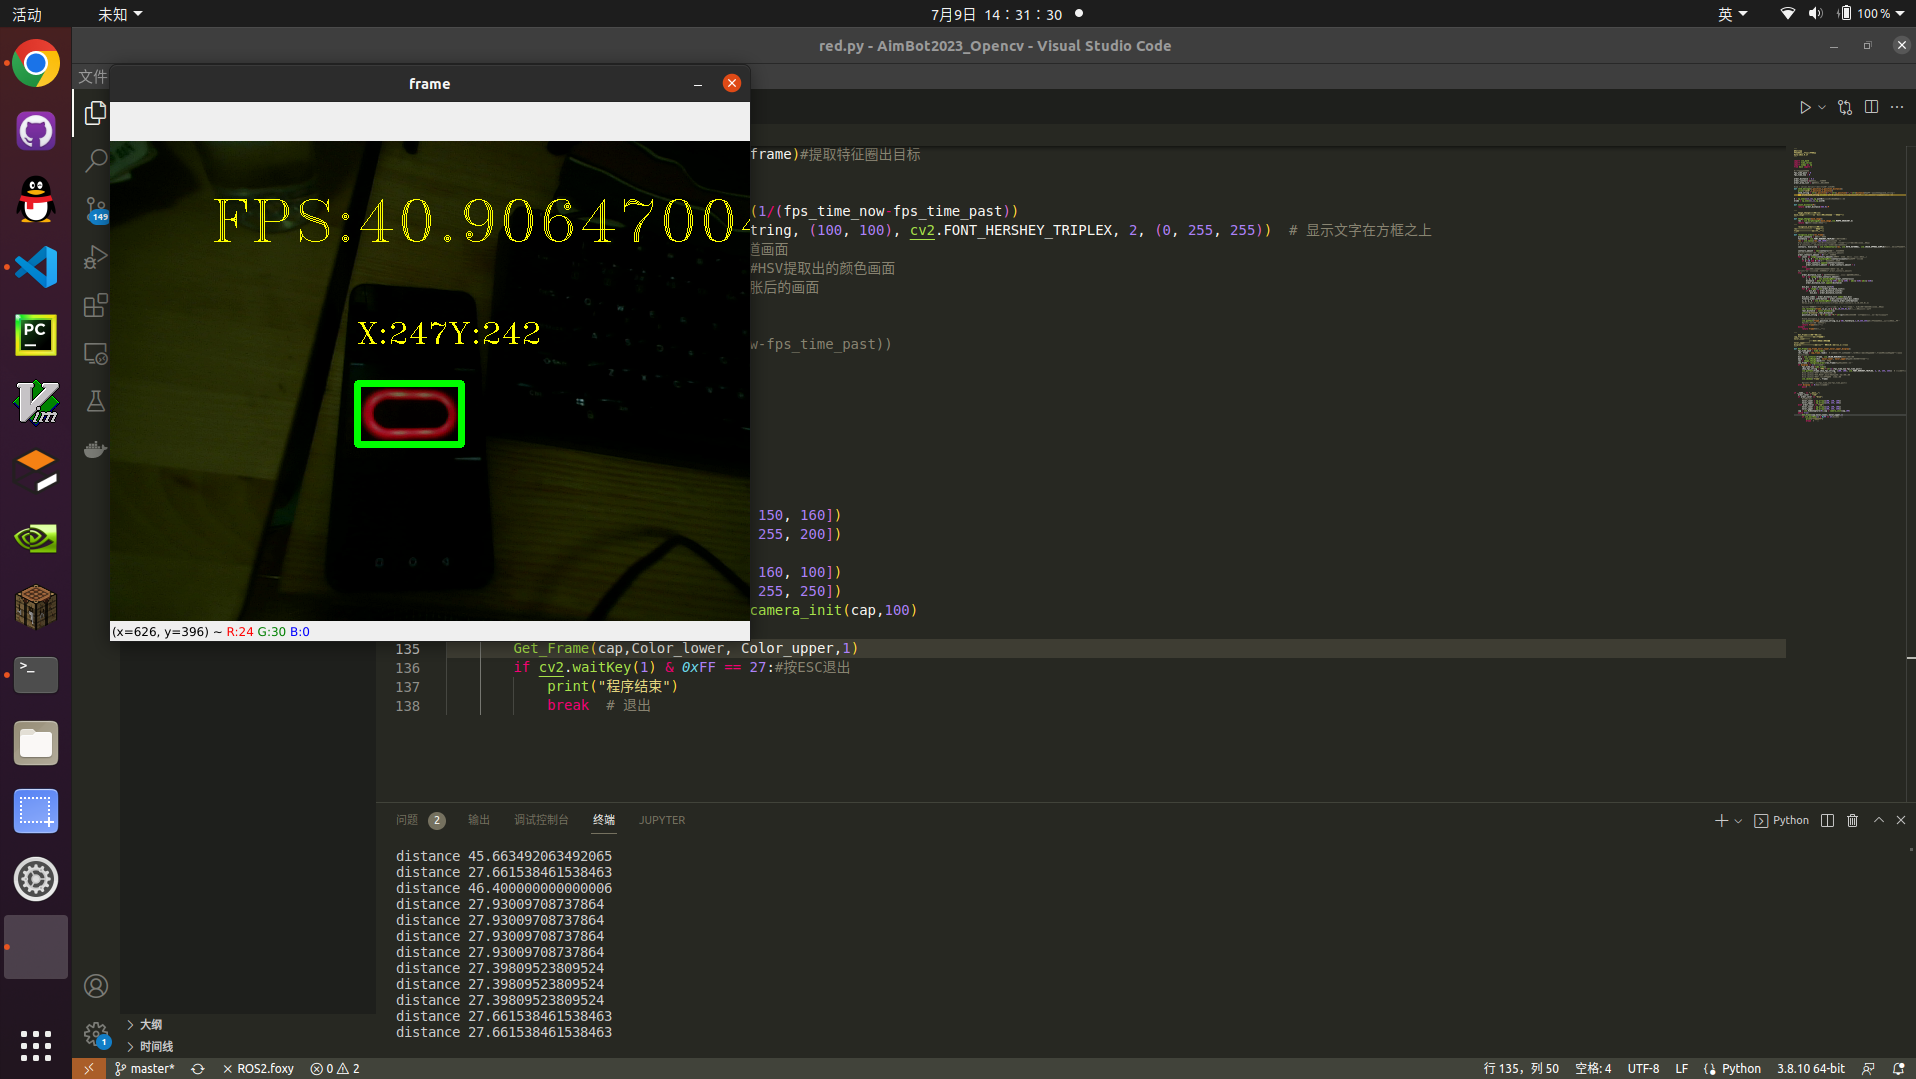 活动
未知
7月9日 14：31：30
英
100 %
red.py - AimBot2023_Opencv - Visual Studio Code
文件
frame
FPS:40.90647004
X:247Y:242
(x=626, y=396) ~ R:24 G:30 B:0
149
PC
Vim
>_
frame)#提取特征圈出目标
(1/(fps_time_now-fps_time_past))
tring, (100, 100), cv2.FONT_HERSHEY_TRIPLEX, 2, (0, 255, 255))  # 显示文字在方框之上
道画面
#HSV提取出的颜色画面
胀后的画面
w-fps_time_past))
150, 160])
255, 200])
160, 100])
255, 250])
camera_init(cap,100)
135 Get_Frame(cap,Color_lower, Color_upper,1)
136 if cv2.waitKey(1) & 0xFF == 27:#按ESC退出
137 print("程序结束")
138 break  # 退出
问题 2 输出 调试控制台 终端 JUPYTER
Python
distance 45.663492063492065
distance 27.661538461538463
distance 46.400000000000006
distance 27.93009708737864
distance 27.93009708737864
distance 27.93009708737864
distance 27.93009708737864
distance 27.39809523809524
distance 27.39809523809524
distance 27.39809523809524
distance 27.661538461538463
distance 27.661538461538463
大纲
1
时间线
master* ROS2.foxy 0 2
行 135，列 50 空格: 4 UTF-8 LF Python 3.8.10 64-bit